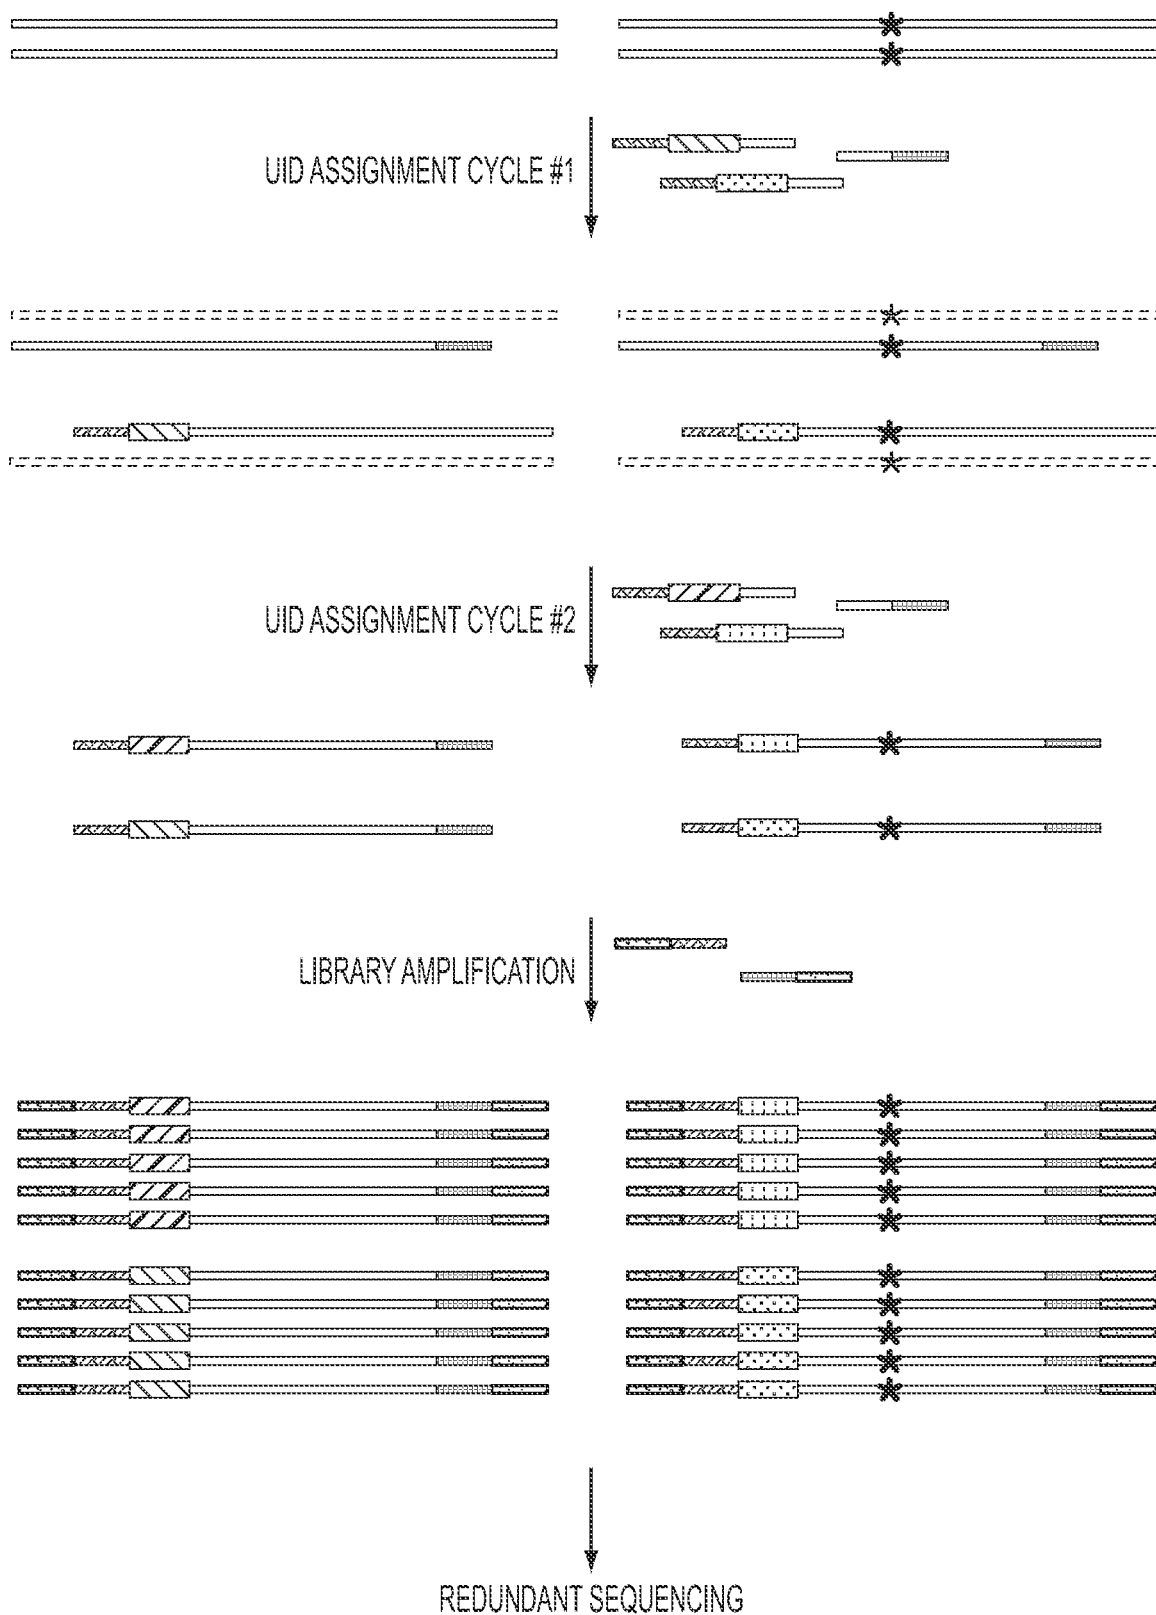 UID ASSIGNMENT CYCLE #1
UID ASSIGNMENT CYCLE #2
LIBRARY AMPLIFICATION
REDUNDANT SEQUENCING